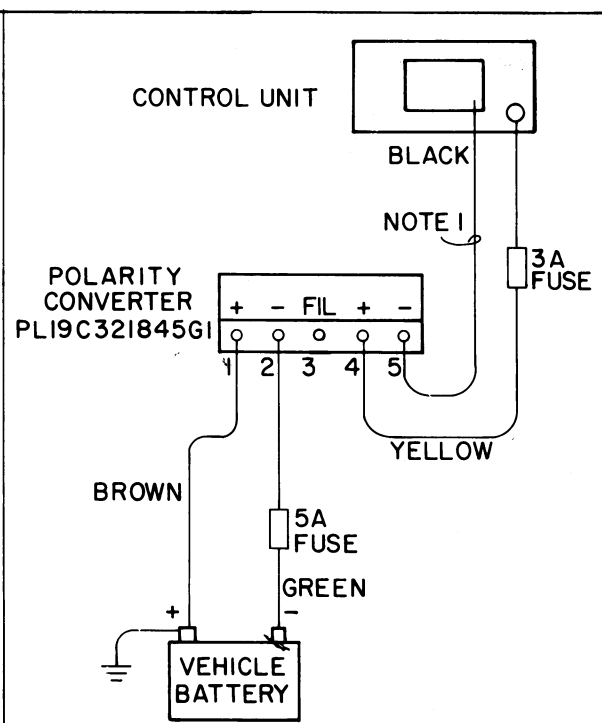 CONTROL UNIT
BLACK
NOTE 1
3A
FUSE
POLARITY
CONVERTER
PL19C321845G1
+ - FIL + -
1 2 3 4 5
YELLOW
BROWN
5A
FUSE
GREEN
+ -
VEHICLE
BATTERY